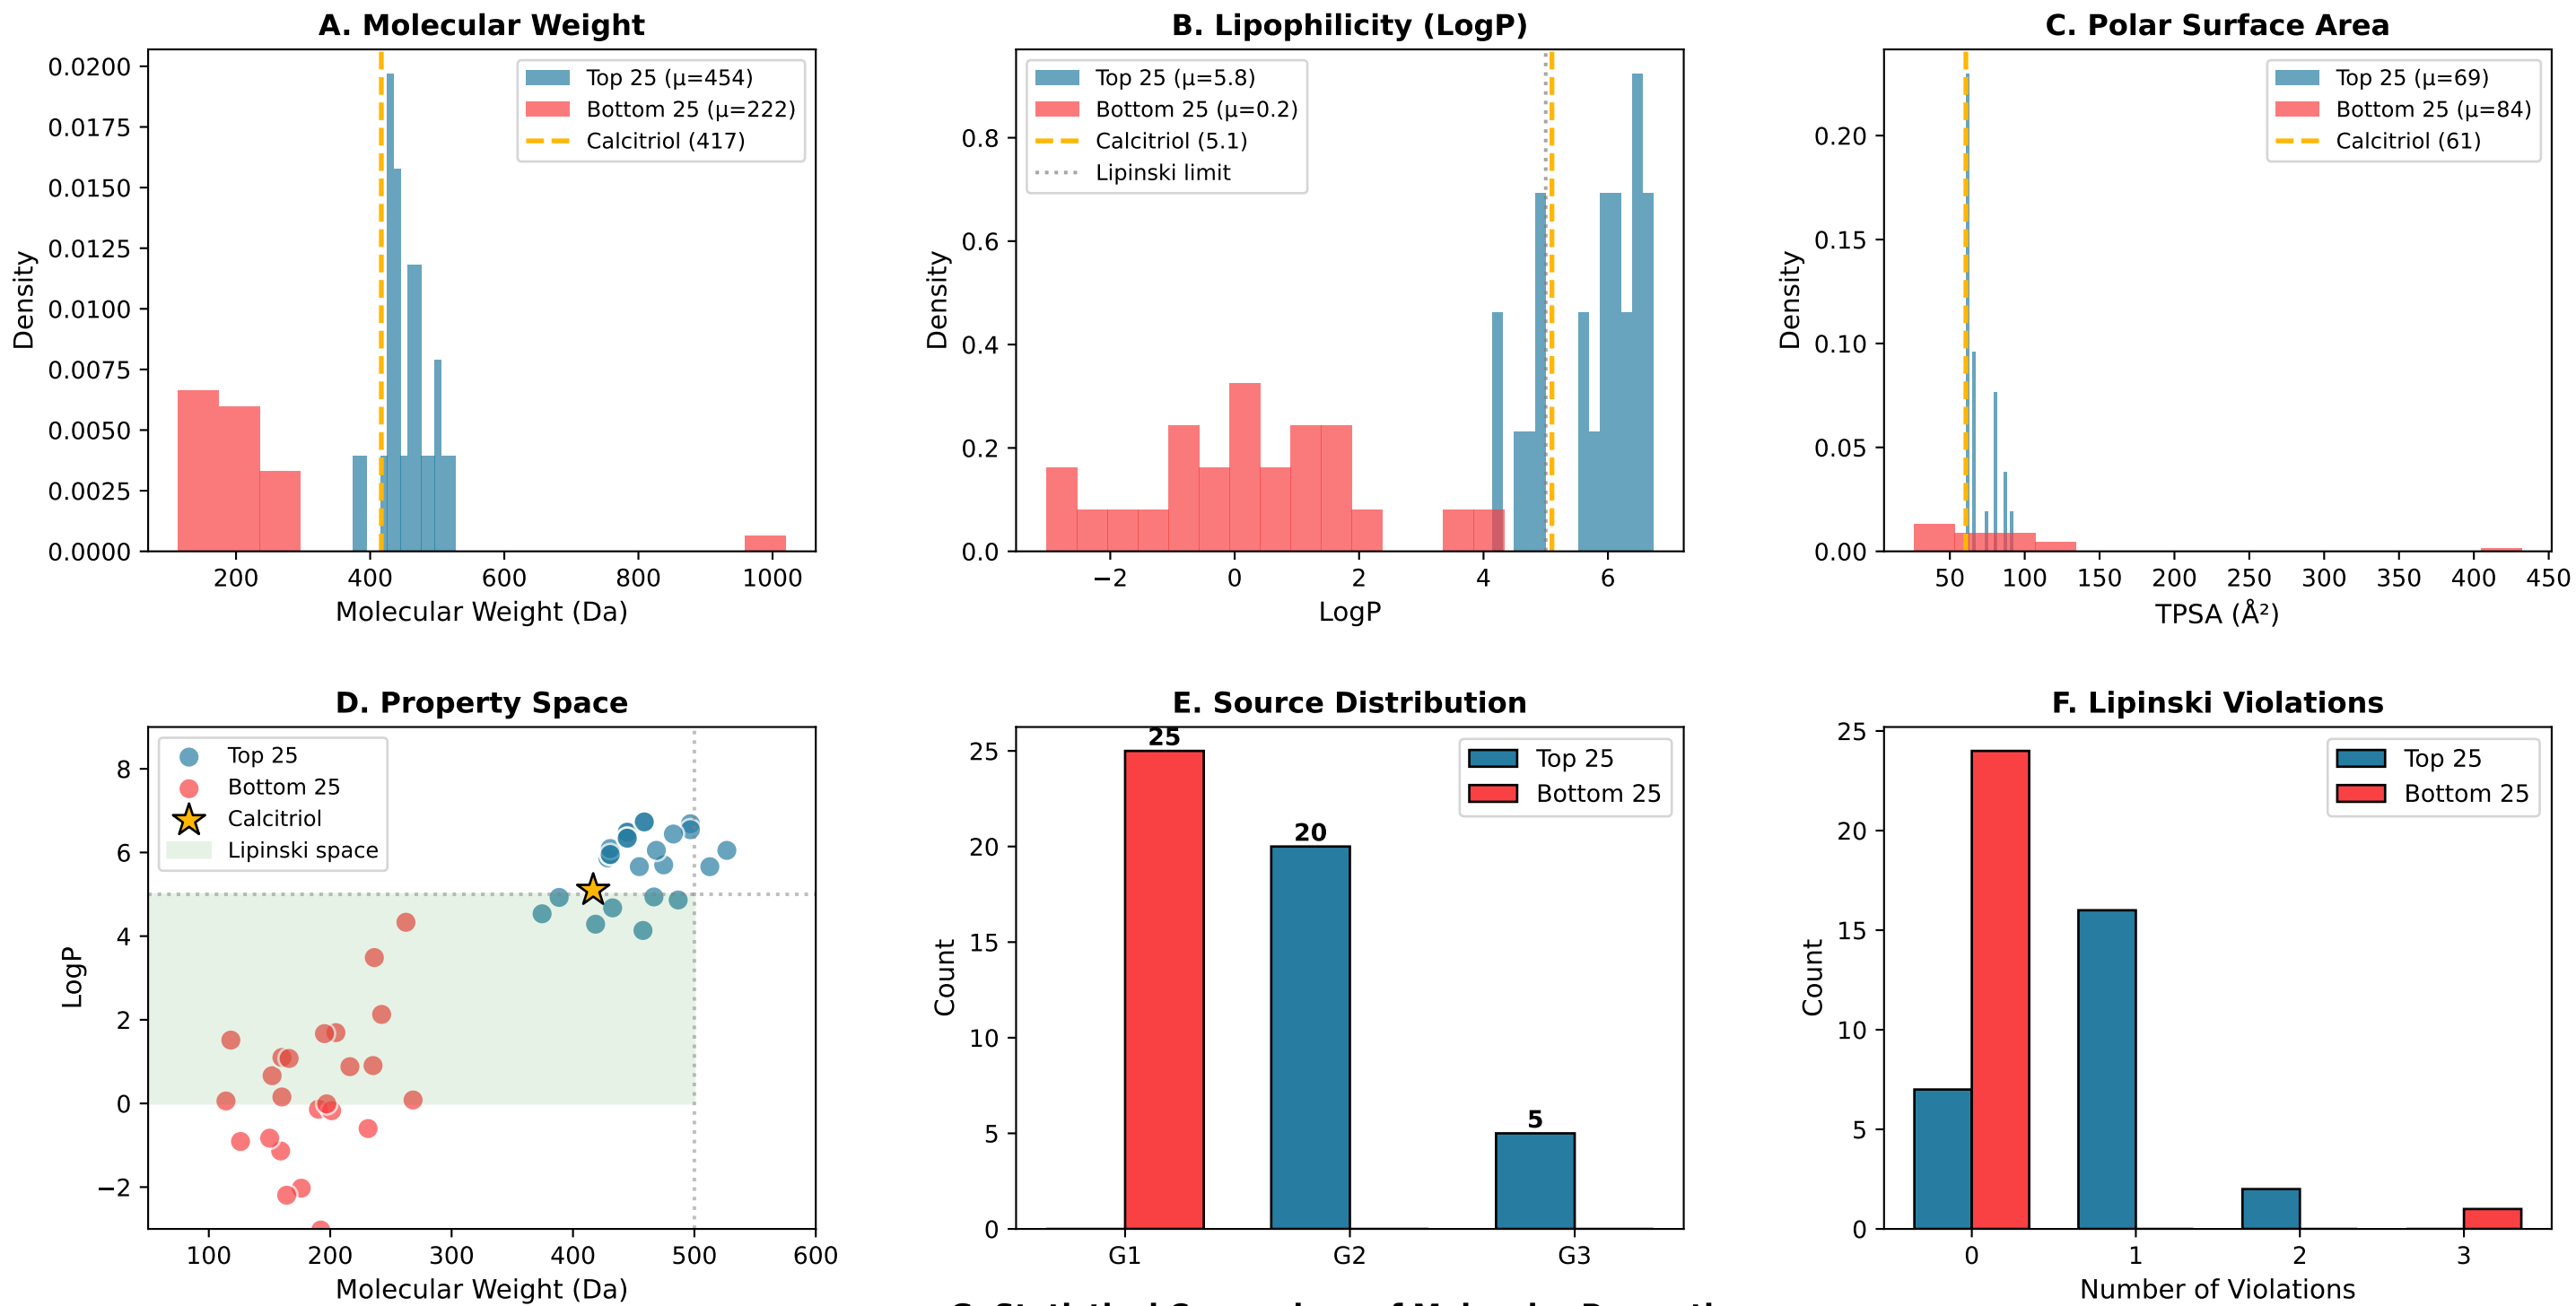 A. Molecular Weight
0.0200
0.0175
0.0150
0.0125
0.0100
0.0075
0.0050
0.0025
0.0000
Density
Top 25 (μ=454)
Bottom 25 (μ=222)
Calcitriol (417)
200 400 600 800 1000
Molecular Weight (Da)
B. Lipophilicity (LogP)
0.8
0.6
0.4
0.2
0.0
Density
Top 25 (μ=5.8)
Bottom 25 (μ=0.2)
Calcitriol (5.1)
Lipinski limit
−2 0 2 4 6
LogP
C. Polar Surface Area
0.20
0.15
0.10
0.05
0.00
Density
Top 25 (μ=69)
Bottom 25 (μ=84)
Calcitriol (61)
50 100 150 200 250 300 350 400 450
TPSA (Å²)
D. Property Space
8
6
4
2
0
−2
LogP
Top 25
Bottom 25
Calcitriol
Lipinski space
100 200 300 400 500 600
Molecular Weight (Da)
E. Source Distribution
25
20
15
10
5
0
Count
25
20
5
Top 25
Bottom 25
G1 G2 G3
F. Lipinski Violations
25
20
15
10
5
0
Count
Top 25
Bottom 25
0 1 2 3
Number of Violations